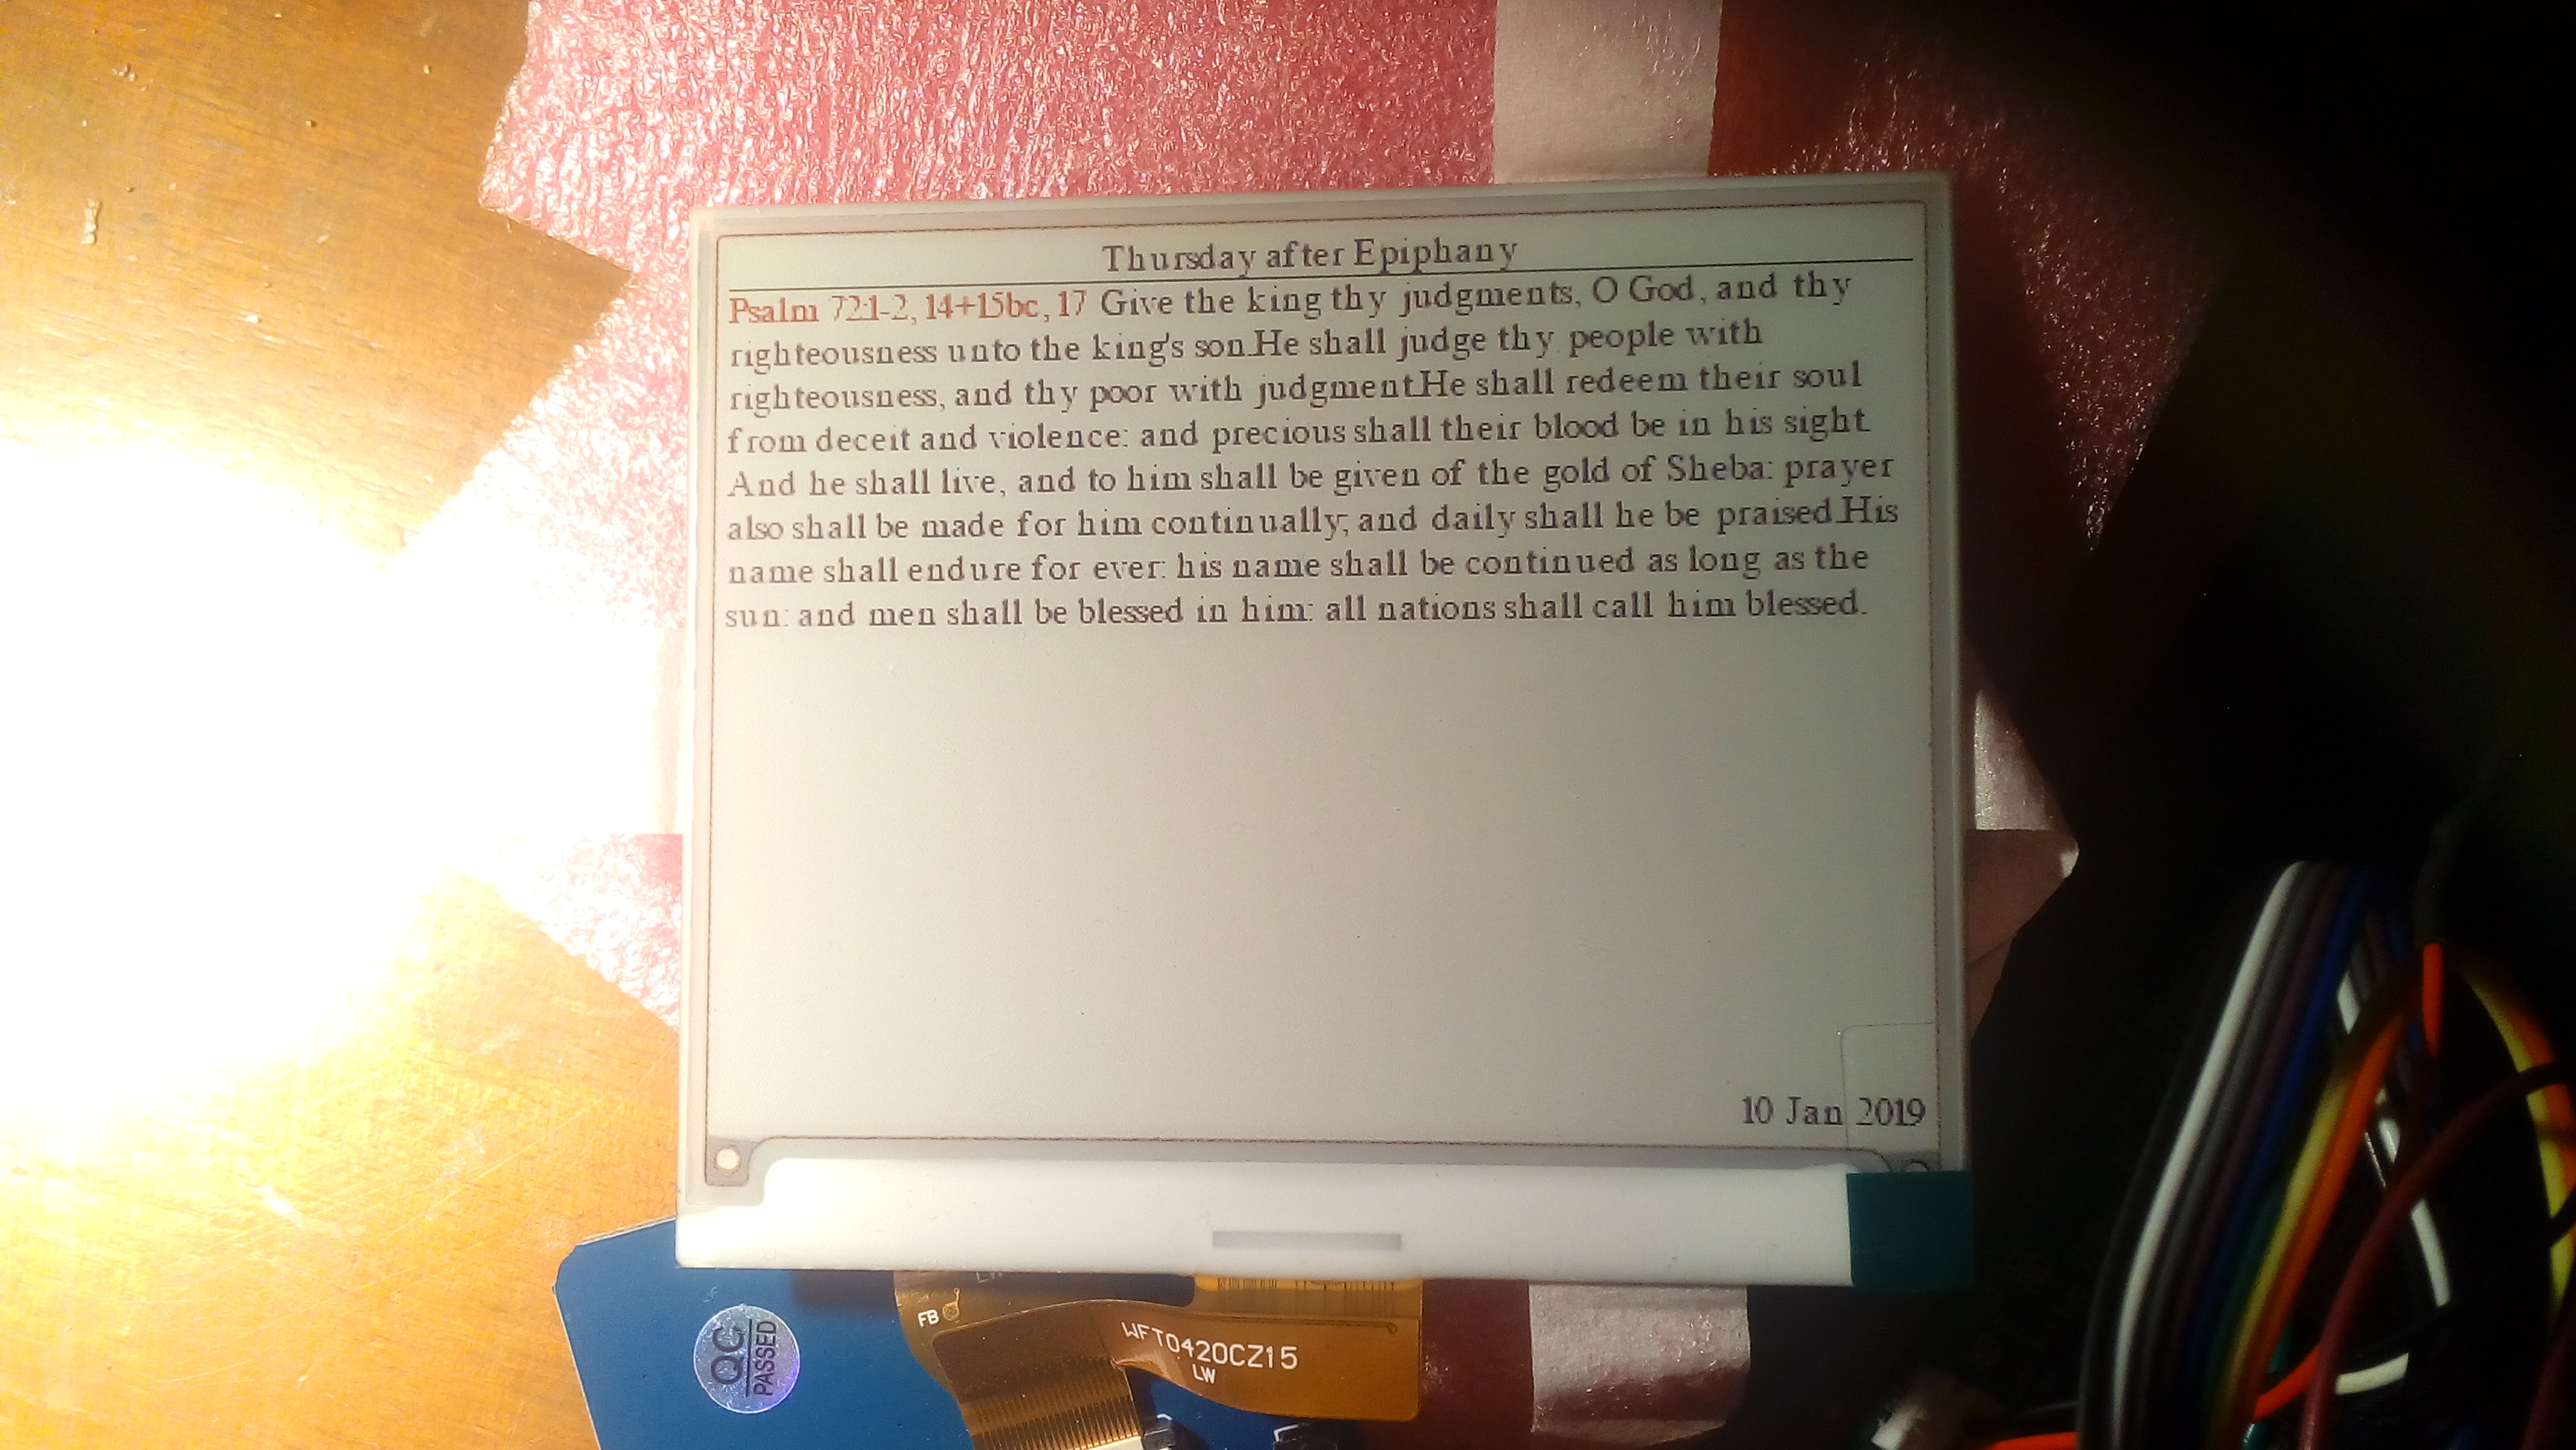 Thursday after Epiphany
Psalm 72:1-2, 14+15bc, 17 Give the king thy judgments, O God, and thy
righteousness unto the king's son.He shall judge thy people with
righteousness, and thy poor with judgment.He shall redeem their soul
from deceit and violence: and precious shall their blood be in his sight.
And he shall live, and to him shall be given of the gold of Sheba: prayer
also shall be made for him continually; and daily shall he be praised.His
name shall endure for ever: his name shall be continued as long as the
sun: and men shall be blessed in him: all nations shall call him blessed.
10 Jan 2019
FB
WFT0420CZ15
LW
QC
PASSED